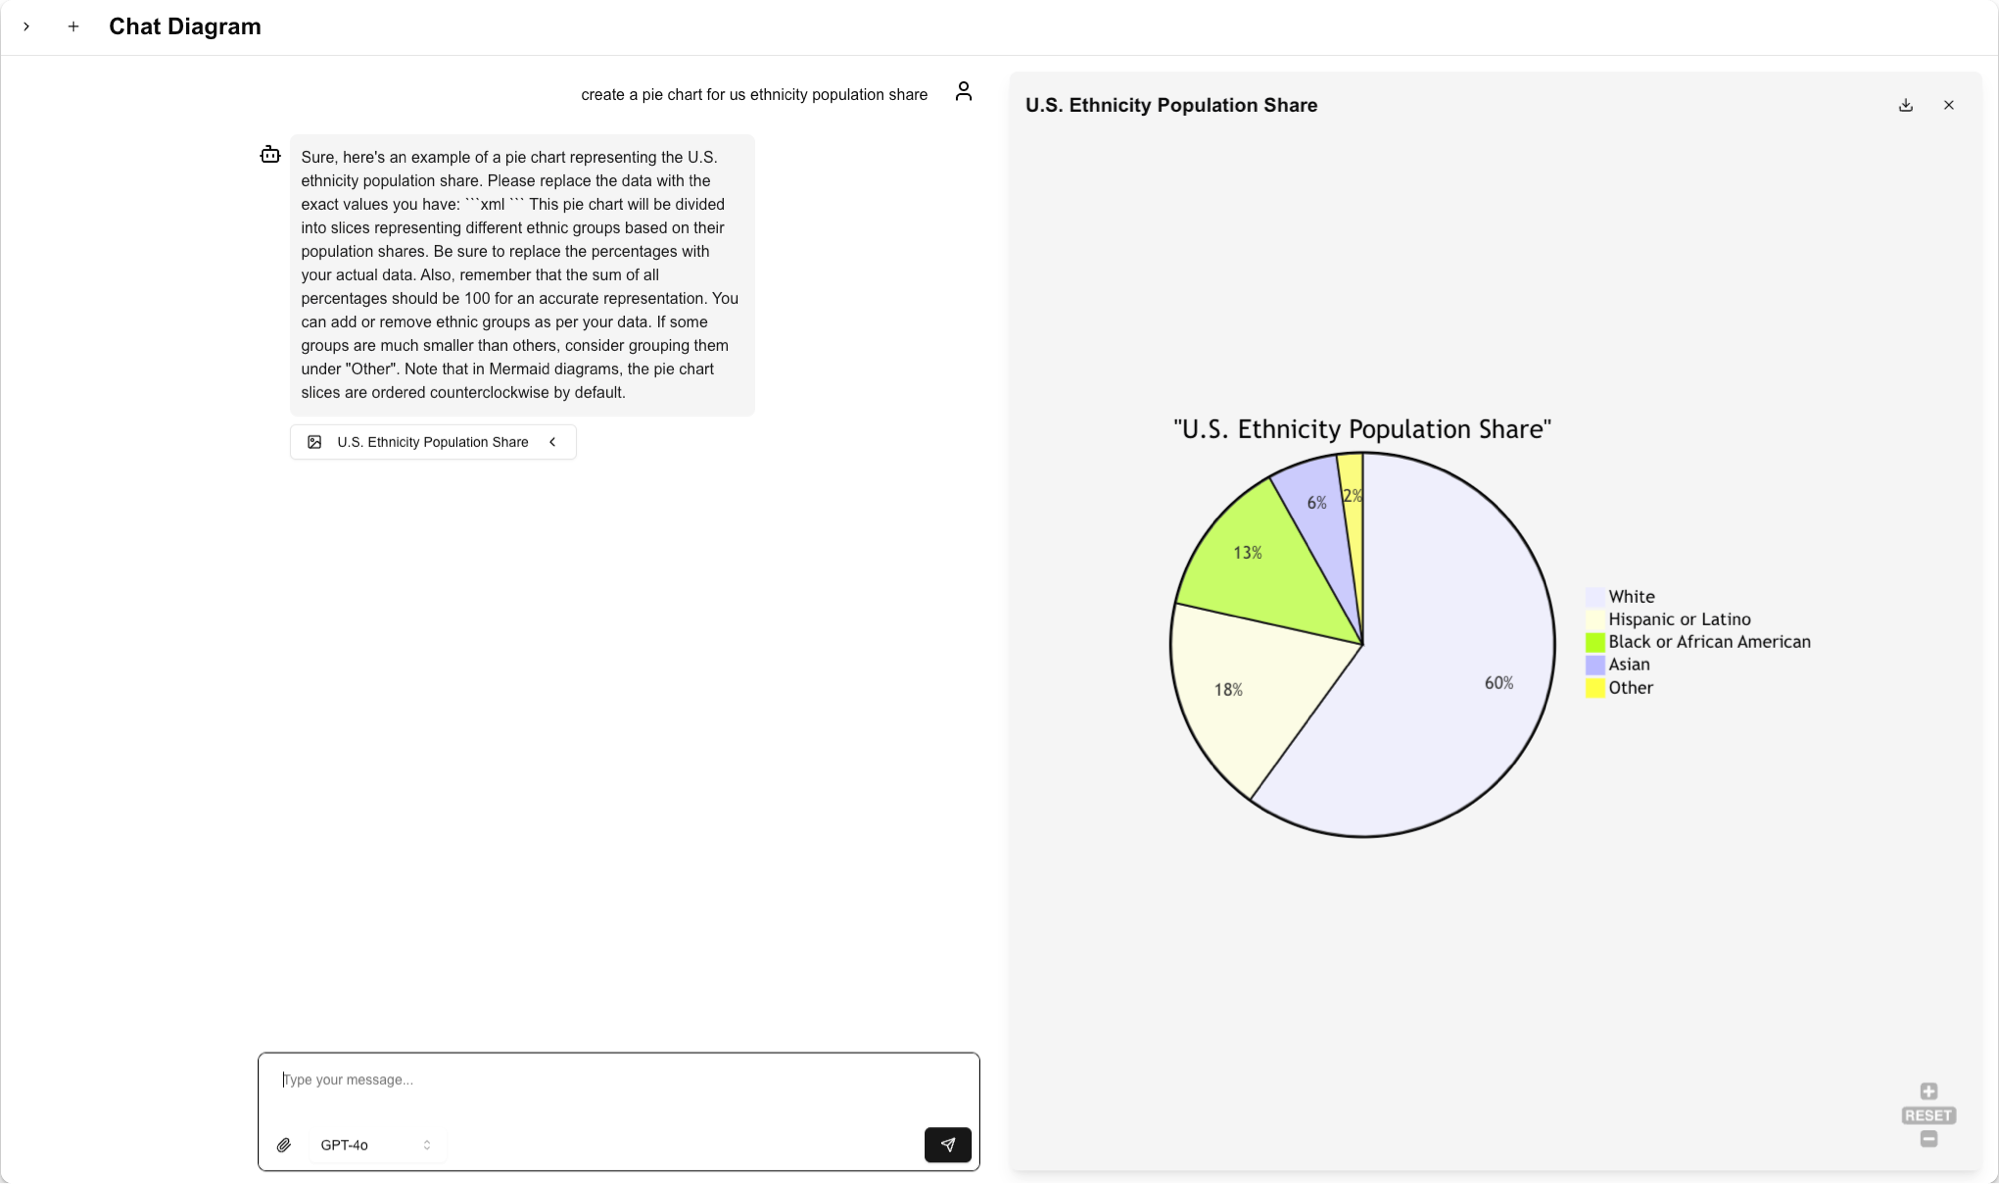 Chat Diagram
create a pie chart for us ethnicity population share
Sure, here's an example of a pie chart representing the U.S.
ethnicity population share. Please replace the data with the
exact values you have: ```xml ``` This pie chart will be divided
into slices representing different ethnic groups based on their
population shares. Be sure to replace the percentages with
your actual data. Also, remember that the sum of all
percentages should be 100 for an accurate representation. You
can add or remove ethnic groups as per your data. If some
groups are much smaller than others, consider grouping them
under "Other". Note that in Mermaid diagrams, the pie chart
slices are ordered counterclockwise by default.
U.S. Ethnicity Population Share
Type your message...
GPT-4o
U.S. Ethnicity Population Share
"U.S. Ethnicity Population Share"
2%
6%
13%
60%
18%
White
Hispanic or Latino
Black or African American
Asian
Other
RESET